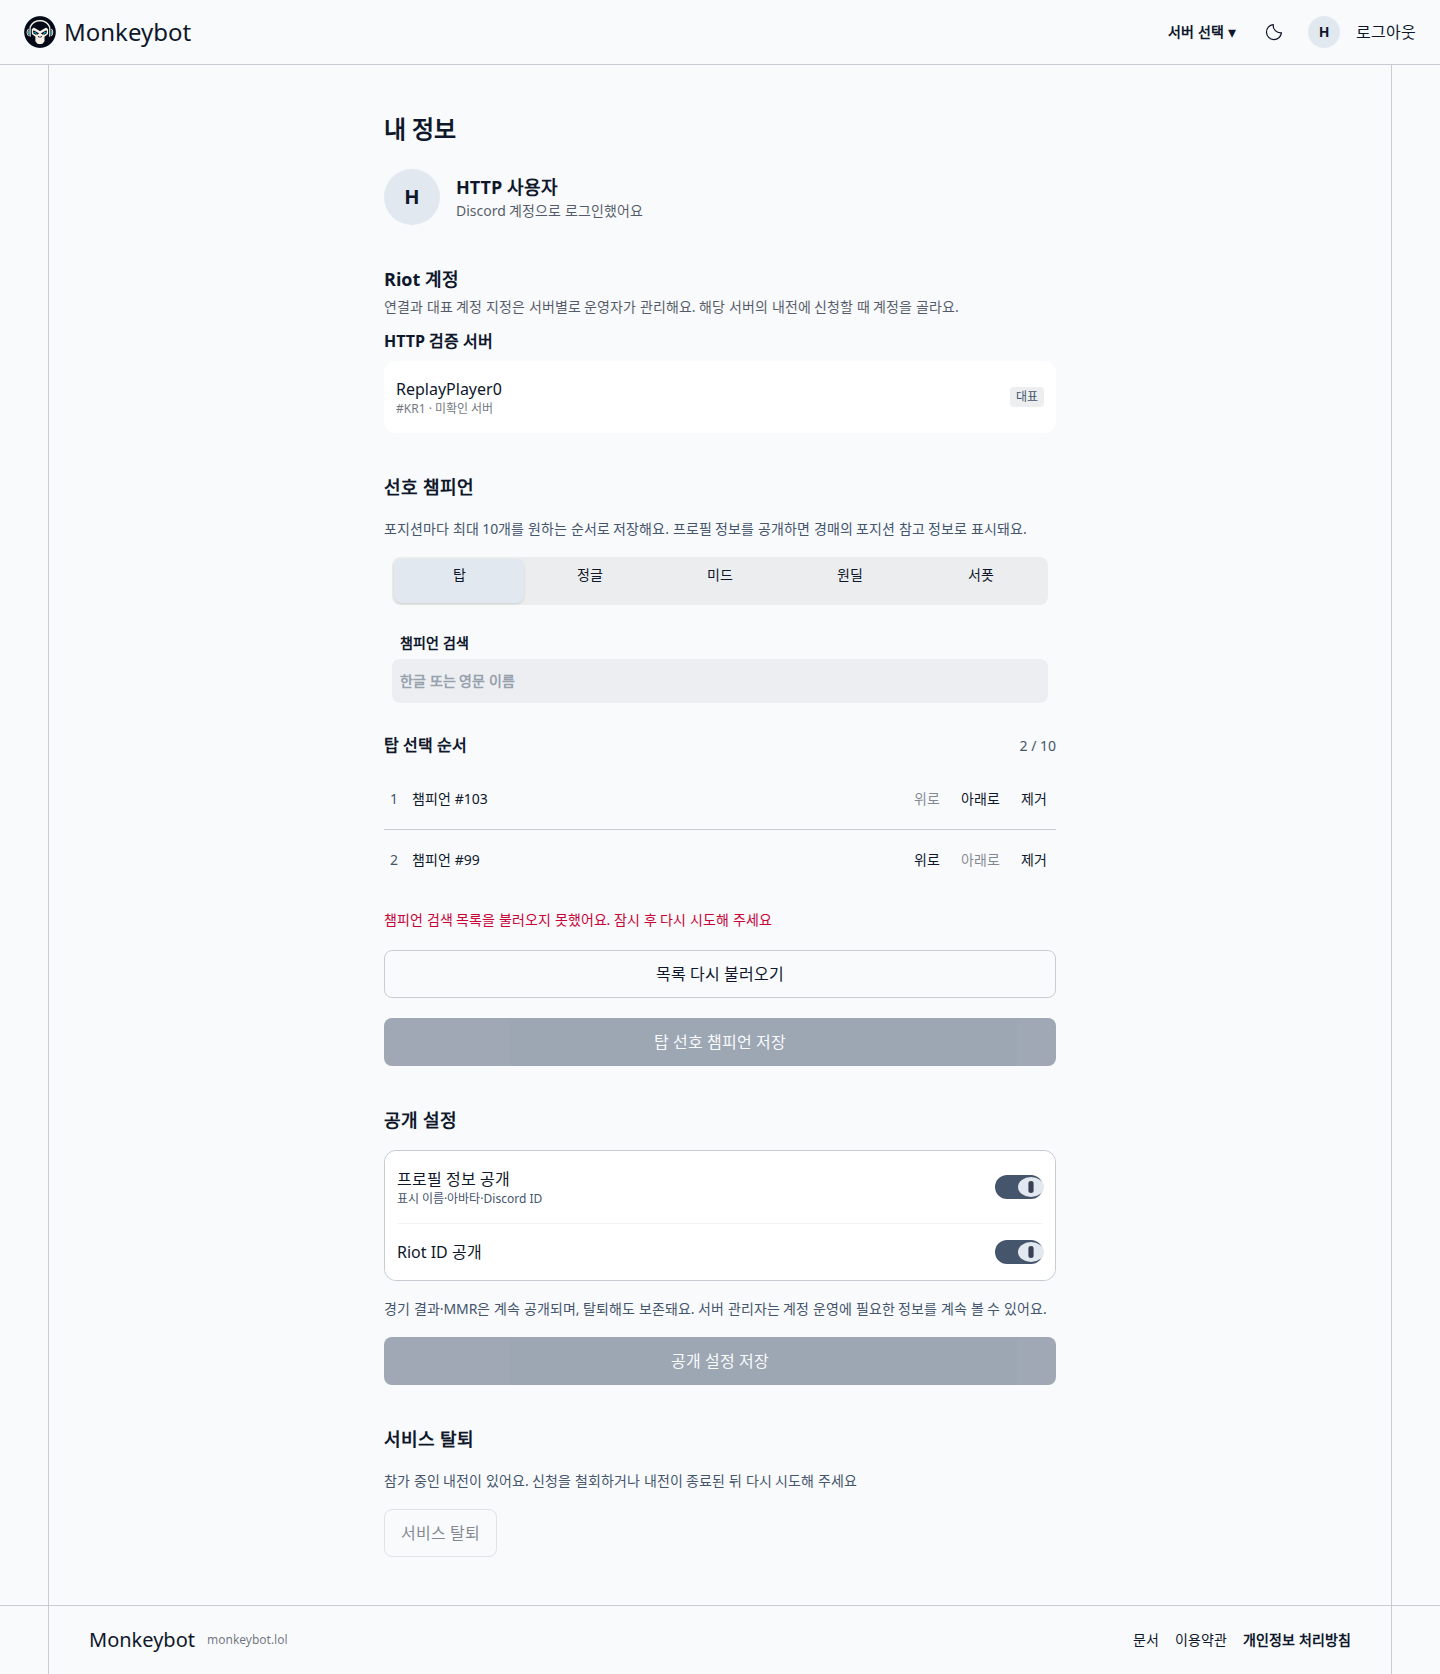 Monkeybot
서버 선택 ▾
H
로그아웃
내 정보
H
HTTP 사용자
Discord 계정으로 로그인했어요
Riot 계정
연결과 대표 계정 지정은 서버별로 운영자가 관리해요. 해당 서버의 내전에 신청할 때 계정을 골라요.
HTTP 검증 서버
ReplayPlayer0
#KR1 · 미확인 서버
대표
선호 챔피언
포지션마다 최대 10개를 원하는 순서로 저장해요. 프로필 정보를 공개하면 경매의 포지션 참고 정보로 표시돼요.
탑 정글 미드 원딜 서폿
챔피언 검색
한글 또는 영문 이름
탑 선택 순서 2 / 10
1 챔피언 #103 위로 아래로 제거
2 챔피언 #99 위로 아래로 제거
챔피언 검색 목록을 불러오지 못했어요. 잠시 후 다시 시도해 주세요
목록 다시 불러오기
탑 선호 챔피언 저장
공개 설정
프로필 정보 공개
표시 이름·아바타·Discord ID
Riot ID 공개
경기 결과·MMR은 계속 공개되며, 탈퇴해도 보존돼요. 서버 관리자는 계정 운영에 필요한 정보를 계속 볼 수 있어요.
공개 설정 저장
서비스 탈퇴
참가 중인 내전이 있어요. 신청을 철회하거나 내전이 종료된 뒤 다시 시도해 주세요
서비스 탈퇴
Monkeybot monkeybot.lol
문서 이용약관 개인정보 처리방침